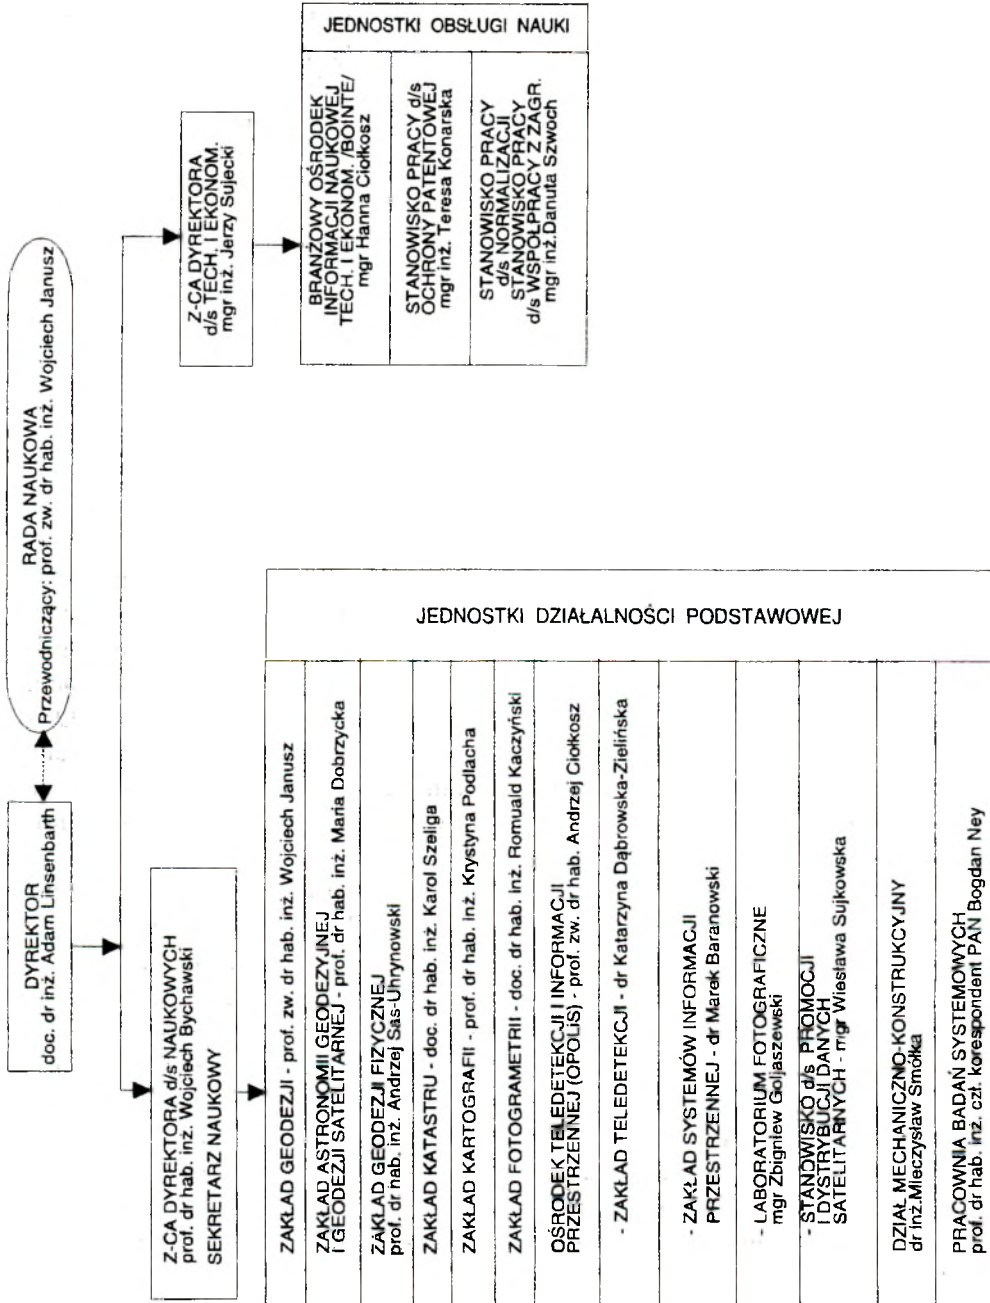 DYREKTOR
doc. dr inż. Adam Linsenbarth
RADA NAUKOWA
Przewodniczący: prof. zw. dr hab. inż. Wojciech Janusz
Z-CA DYREKTORA d/s NAUKOWYCH
prof. dr hab. inż. Wojciech Bychawski
SEKRETARZ NAUKOWY
Z-CA DYREKTORA
d/s TECH. I EKONOM.
mgr inż. Jerzy Sujecki
ZAKŁAD GEODEZJI - prof. zw. dr hab. inż. Wojciech Janusz
ZAKŁAD ASTRONOMII GEODEZYJNEJ
I GEODEZJI SATELITARNEJ - prof. dr hab. inż. Maria Dobrzycka
ZAKŁAD GEODEZJI FIZYCZNEJ
prof. dr hab. inż. Andrzej Sas-Uhrynowski
ZAKŁAD KATASTRU - doc. dr hab. inż. Karol Szeliga
ZAKŁAD KARTOGRAFII - prof. dr hab. inż. Krystyna Podlacha
ZAKŁAD FOTOGRAMETRII - doc. dr hab. inż. Romuald Kaczyński
OŚRODEK TELEDETEKCJI I INFORMACJI
PRZESTRZENNEJ (OPOLiS) - prof. zw. dr hab. Andrzej Ciołkosz
- ZAKŁAD TELEDETEKCJI - dr Katarzyna Dąbrowska-Zielińska
- ZAKŁAD SYSTEMÓW INFORMACJI
PRZESTRZENNEJ - dr Marek Baranowski
- LABORATORIUM FOTOGRAFICZNE
mgr Zbigniew Goljaszewski
- STANOWISKO d/s PROMOCJI
I DYSTRYBUCJI DANYCH
SATELITARNYCH - mgr Wiesława Sujkowska
DZIAŁ MECHANICZNO-KONSTRUKCYJNY
dr inż.Mieczysław Smółka
PRACOWNIA BADAŃ SYSTEMOWYCH
prof. dr hab. inż. czł. korespondent PAN Bogdan Ney
JEDNOSTKI DZIAŁALNOŚCI PODSTAWOWEJ
BRANŻOWY OŚRODEK
INFORMACJI NAUKOWEJ
TECH. I EKONOM. /BOINTE/
mgr Hanna Ciołkosz
STANOWISKO PRACY d/s
OCHRONY PATENTOWEJ
mgr inż. Teresa Konarska
STANOWISKO PRACY
d/s NORMALIZACJI
STANOWISKO PRACY
d/s WSPÓŁPRACY Z ZAGR.
mgr inż.Danuta Szwoch
JEDNOSTKI OBSŁUGI NAUKI